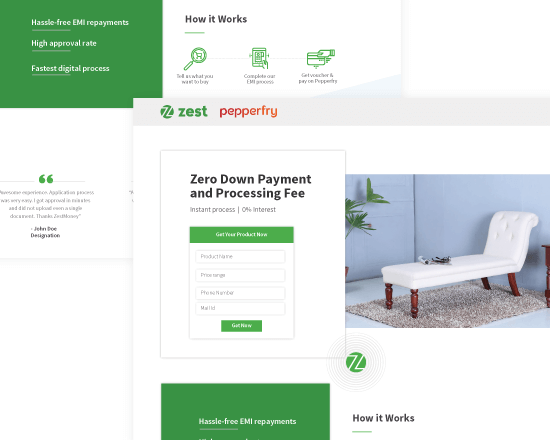 Hassle-free EMI repayments
High approval rate
Fastest digital process
How it Works
Tell us what you
want to buy
Complete our
EMI process
Get voucher &
pay on Pepperfry
Awesome experience. Application process
was very easy. I got approval in minutes
and did not upload even a single
document. Thanks ZestMoney"
- John Doe
Designation
zest
pepperfry
Zero Down Payment
and Processing Fee
Instant process | 0% Interest
Get Your Product Now
Product Name
Price range
Phone Number
Mail Id
Get Now
Hassle-free EMI repayments
How it Works